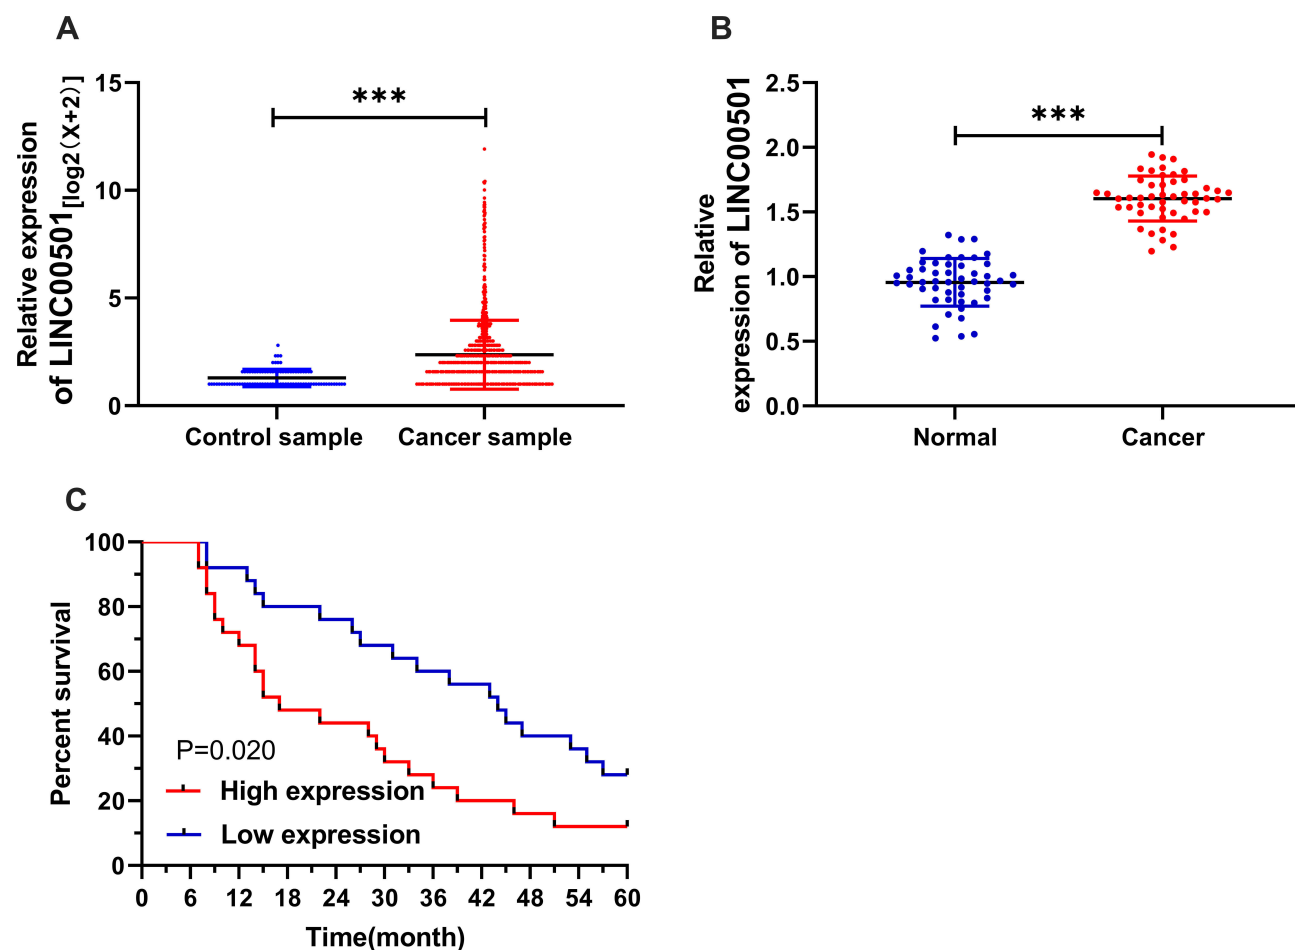 A
Relative expression
of LINC00501[log2(X+2)]
15
10
5
0
***
Control sample
Cancer sample
B
Relative
expression of LINC00501
2.5
2.0
1.5
1.0
0.5
0.0
***
Normal
Cancer
C
Percent survival
100
80
60
40
20
0
P=0.020
High expression
Low expression
0 6 12 18 24 30 36 42 48 54 60
Time(month)